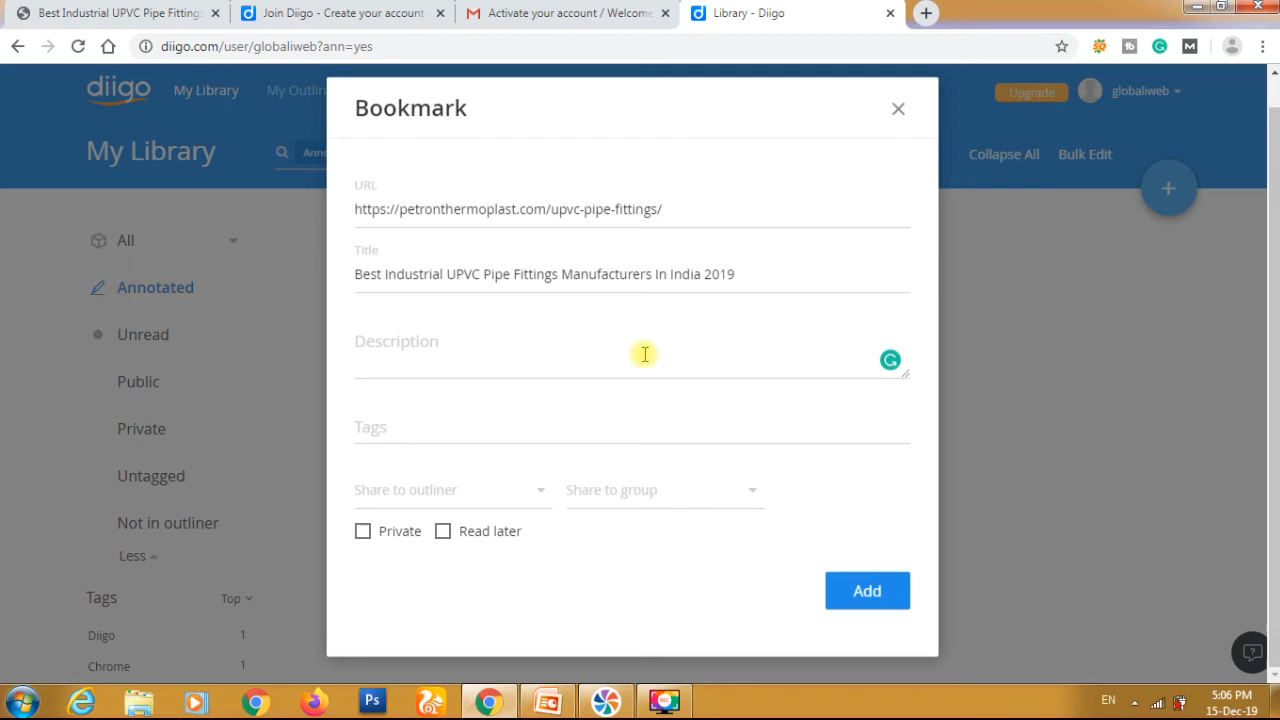 Best Industrial UPVC Pipe Fittings
Join Diigo - Create your account
Activate your account / Welcome
Library - Diigo
diigo.com/user/globaliweb?ann=yes
diigo
My Library
My Outlin
Upgrade
globaliweb
My Library
Anno
Collapse All
Bulk Edit
All
Annotated
Unread
Public
Private
Untagged
Not in outliner
Less
Tags
Top
Diigo 1
Chrome 1
Bookmark
URL
https://petronthermoplast.com/upvc-pipe-fittings/
Title
Best Industrial UPVC Pipe Fittings Manufacturers In India 2019
Description
Tags
Share to outliner
Share to group
Private
Read later
Add
Ps
EN
5:06 PM
15-Dec-19